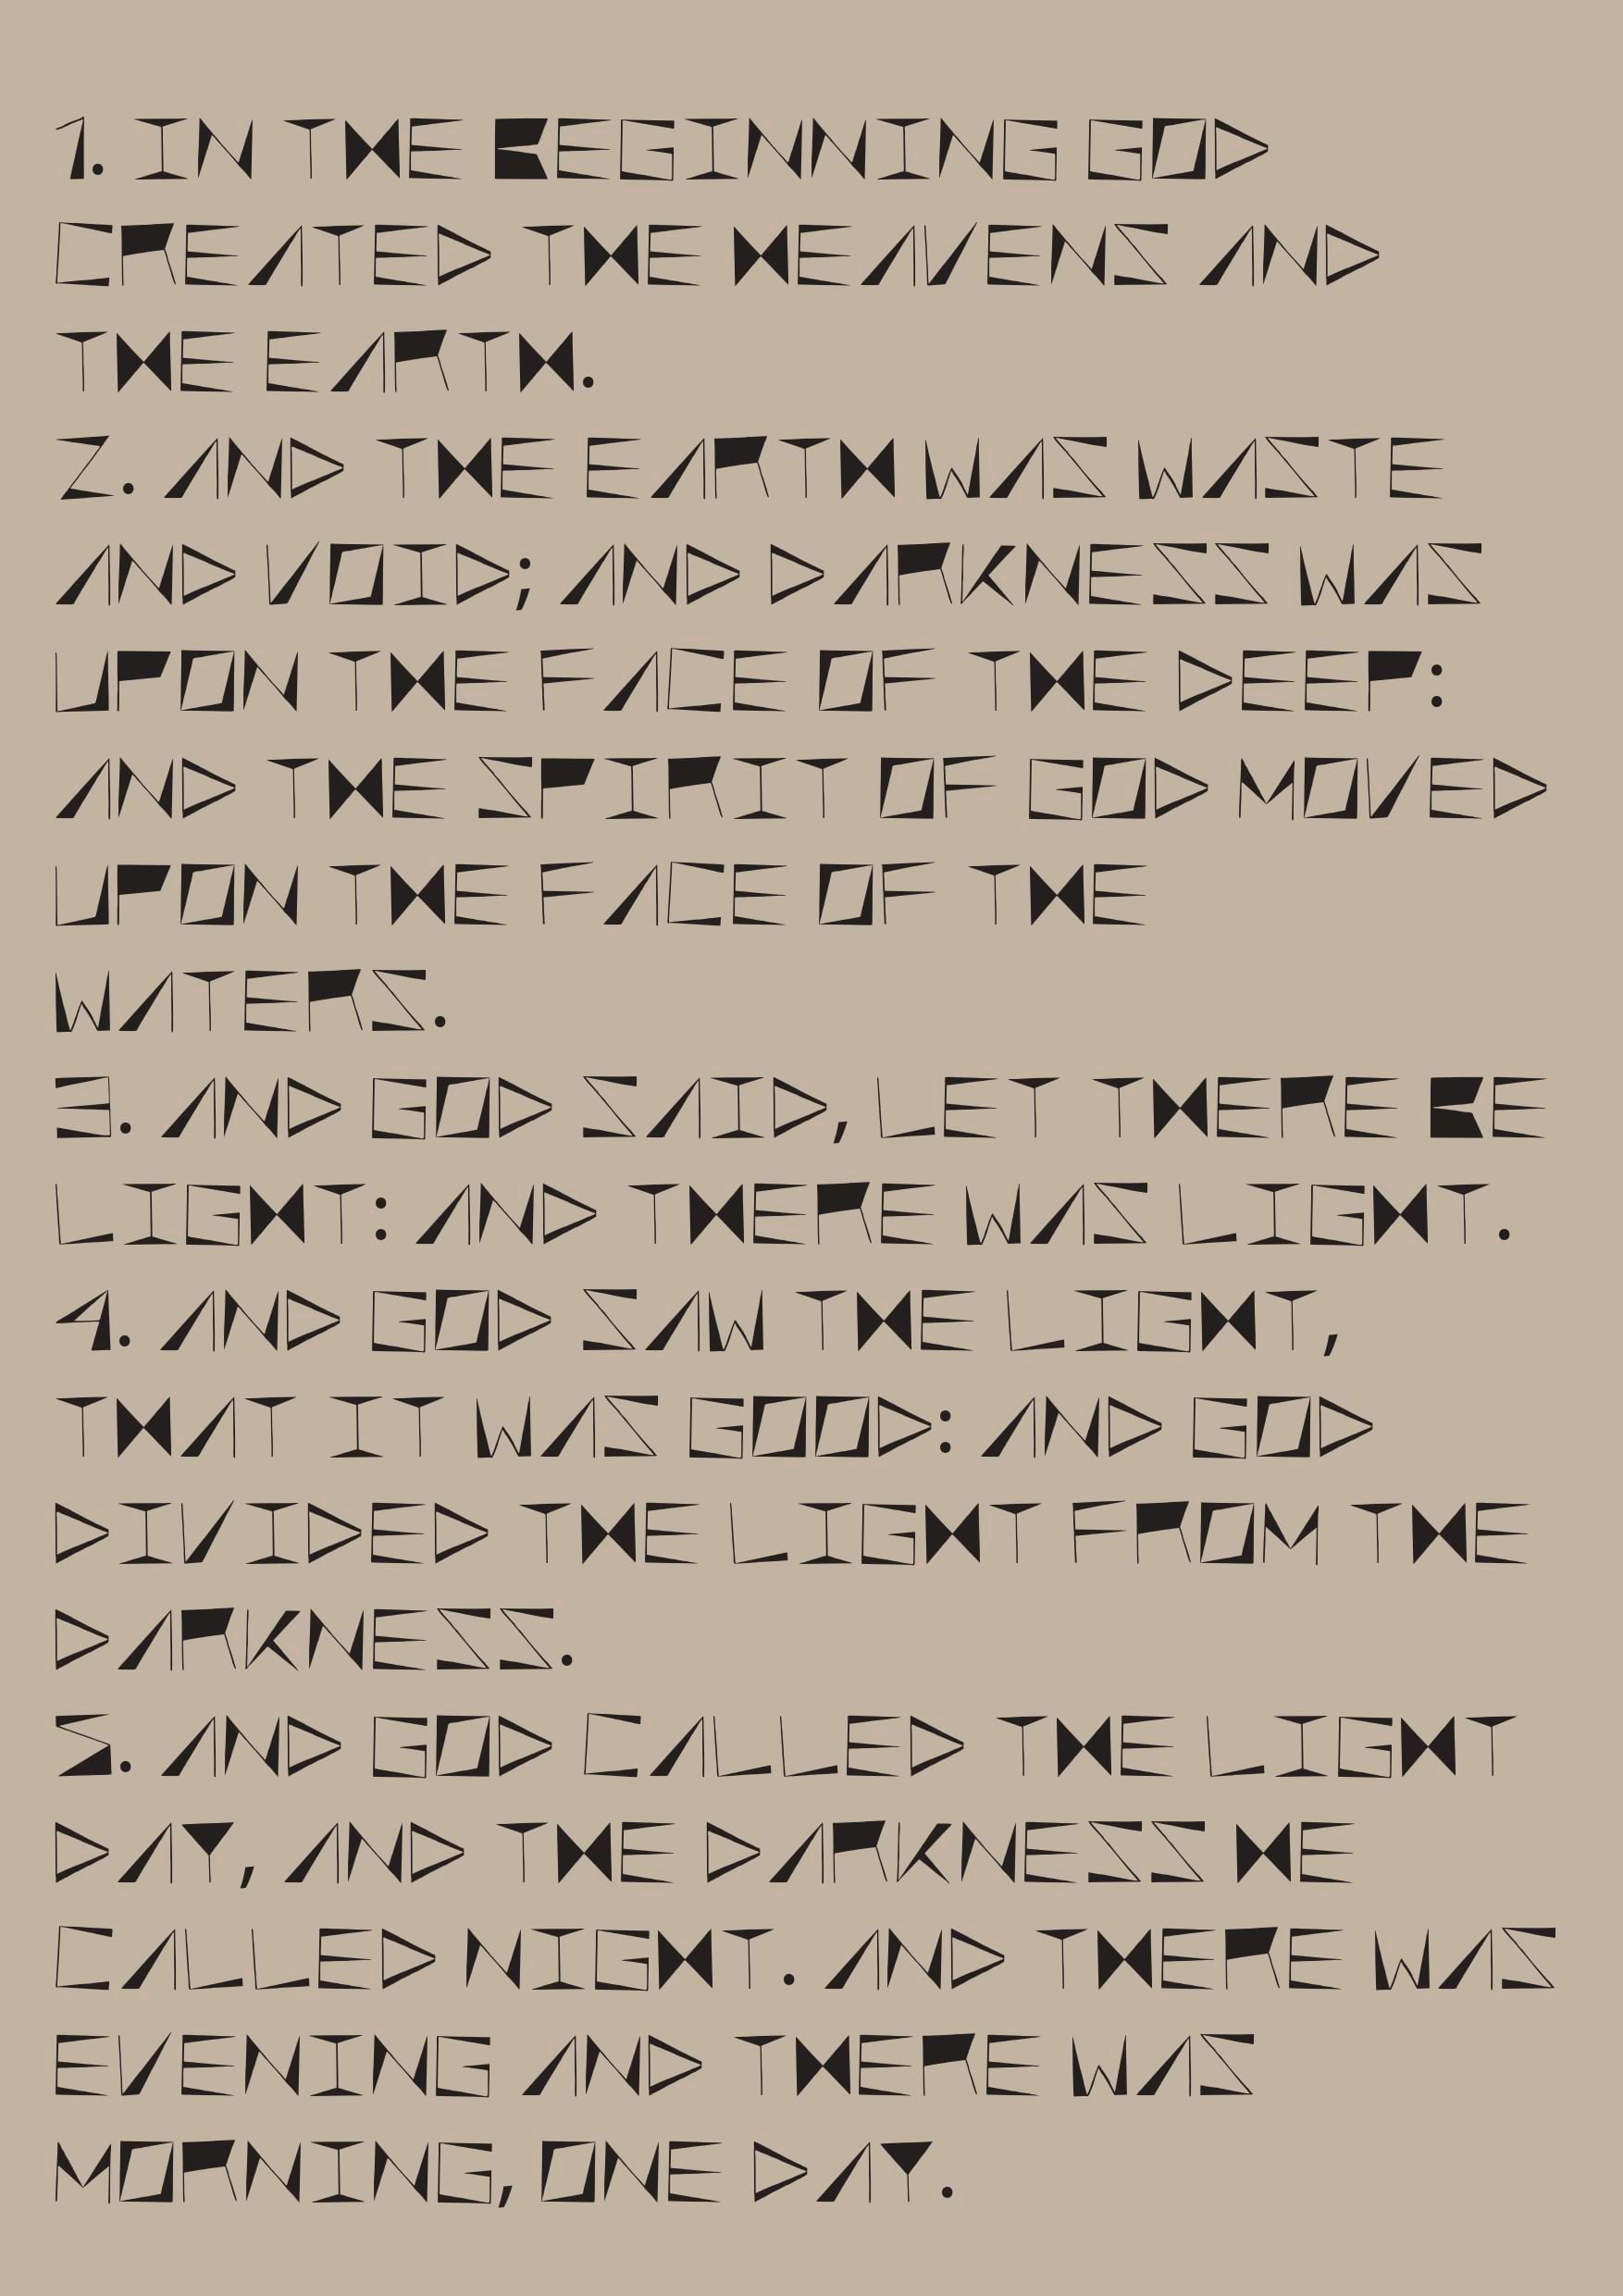 1. IN THE BEGINNING GOD
CREATED THE HEAVENS AND
THE EARTH.
2. AND THE EARTH WAS WASTE
AND VOID; AND DARKNESS WAS
UPON THE FACE OF THE DEEP:
AND THE SPIRIT OF GOD MOVED
UPON THE FACE OF THE
WATERS.
3. AND GOD SAID, LET THERE BE
LIGHT: AND THERE WAS LIGHT.
4. AND GOD SAW THE LIGHT,
THAT IT WAS GOOD: AND GOD
DIVIDED THE LIGHT FROM THE
DARKNESS.
5. AND GOD CALLED THE LIGHT
DAY, AND THE DARKNESS HE
CALLED NIGHT. AND THERE WAS
EVENING AND THERE WAS
MORNING, ONE DAY.